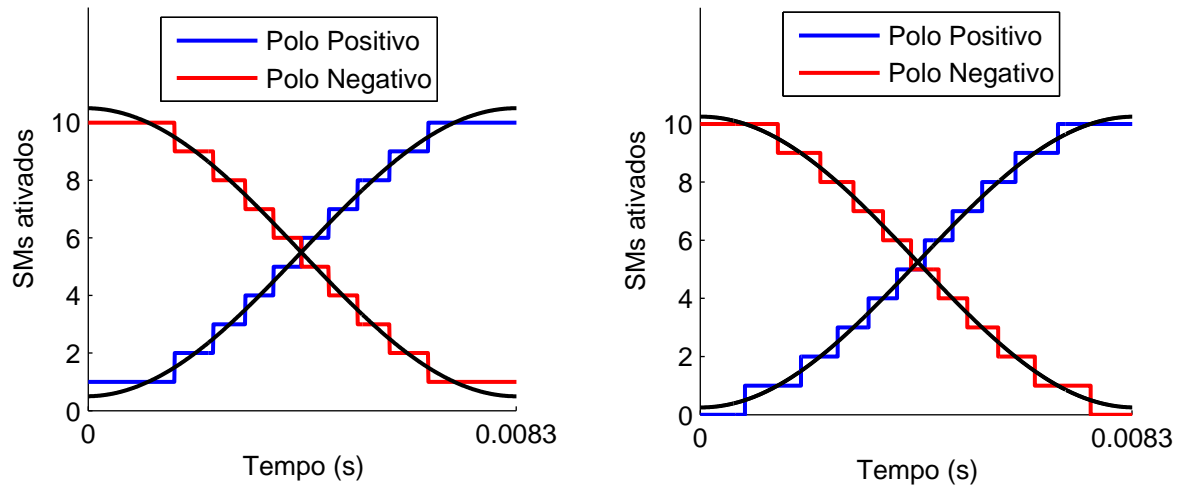 Polo Positivo
Polo Negativo
SMs ativados
10
8
6
4
2
0
0
0.0083
Tempo (s)
Polo Positivo
Polo Negativo
SMs ativados
10
8
6
4
2
0
0
0.0083
Tempo (s)